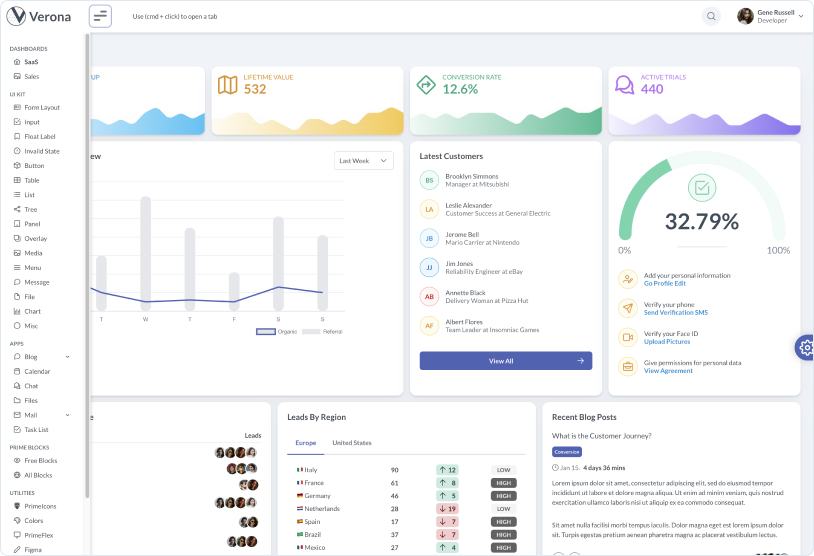 Verona
Use (cmd + click) to open a tab
Gene Russell
Developer
DASHBOARDS
SaaS
Sales
UI KIT
Form Layout
Input
Float Label
Invalid State
Button
Table
List
Tree
Panel
Overlay
Media
Menu
Message
File
Chart
Misc
APPS
Blog
Calendar
Chat
Files
Mail
Task List
PRIME BLOCKS
Free Blocks
All Blocks
UTILITIES
PrimeIcons
Colors
PrimeFlex
Figma
UP
LIFETIME VALUE
532
CONVERSION RATE
12.6%
ACTIVE TRIALS
440
ew
Last Week
T W T F S S
Organic Referral
Latest Customers
BS
Brooklyn Simmons
Manager at Mitsubishi
LA
Leslie Alexander
Customer Success at General Electric
JB
Jerome Bell
Mario Carrier at Nintendo
JJ
Jim Jones
Reliability Engineer at eBay
AB
Annette Black
Delivery Woman at Pizza Hut
AF
Albert Flores
Team Leader at Insomniac Games
View All
32.79%
0% 100%
Add your personal information
Go Profile Edit
Verify your phone
Send Verification SMS
Verify your Face ID
Upload Pictures
Give permissions for personal data
View Agreement
e
Leads
Leads By Region
Europe United States
Italy 90 12 LOW
France 61 8 HIGH
Germany 46 5 HIGH
Netherlands 28 19 LOW
Spain 17 7 HIGH
Brazil 37 7 HIGH
Mexico 27 4 HIGH
Recent Blog Posts
What is the Customer Journey?
Conversion
Jan 15. 4 days 36 mins
Lorem ipsum dolor sit amet, consectetur adipiscing elit, sed do eiusmod tempor
incididunt ut labore et dolore magna aliqua. Ut enim ad minim veniam, quis nostrud
exercitation ullamco laboris nisi ut aliquip ex ea commodo consequat.
Sit amet nulla facilisi morbi tempus iaculis. Dolor magna eget est lorem ipsum dolor
sit. Turpis egestas pretium aenean pharetra magna ac placerat vestibulum lectus.